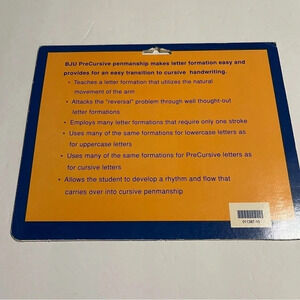 BJU PreCursive penmanship makes letter formation easy and
provides for an easy transition to cursive handwriting.
• Teaches a letter formation that utilizes the natural
movement of the arm
• Attacks the "reversal" problem through well thought-out
letter formations
• Employs many letter formations that require only one stroke
• Uses many of the same formations for lowercase letters as
for uppercase letters
• Uses many of the same formations for PreCursive letters as
for cursive letters
• Allows the student to develop a rhythm and flow that
carries over into cursive penmanship